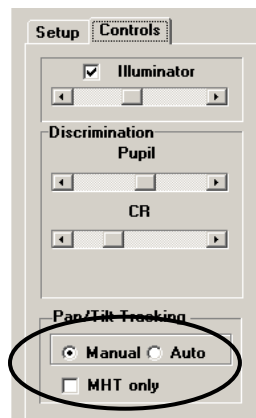 Setup Controls
Illuminator
Discrimination
Pupil
CR
Pan/Tilt Tracking
Manual Auto
MHT only